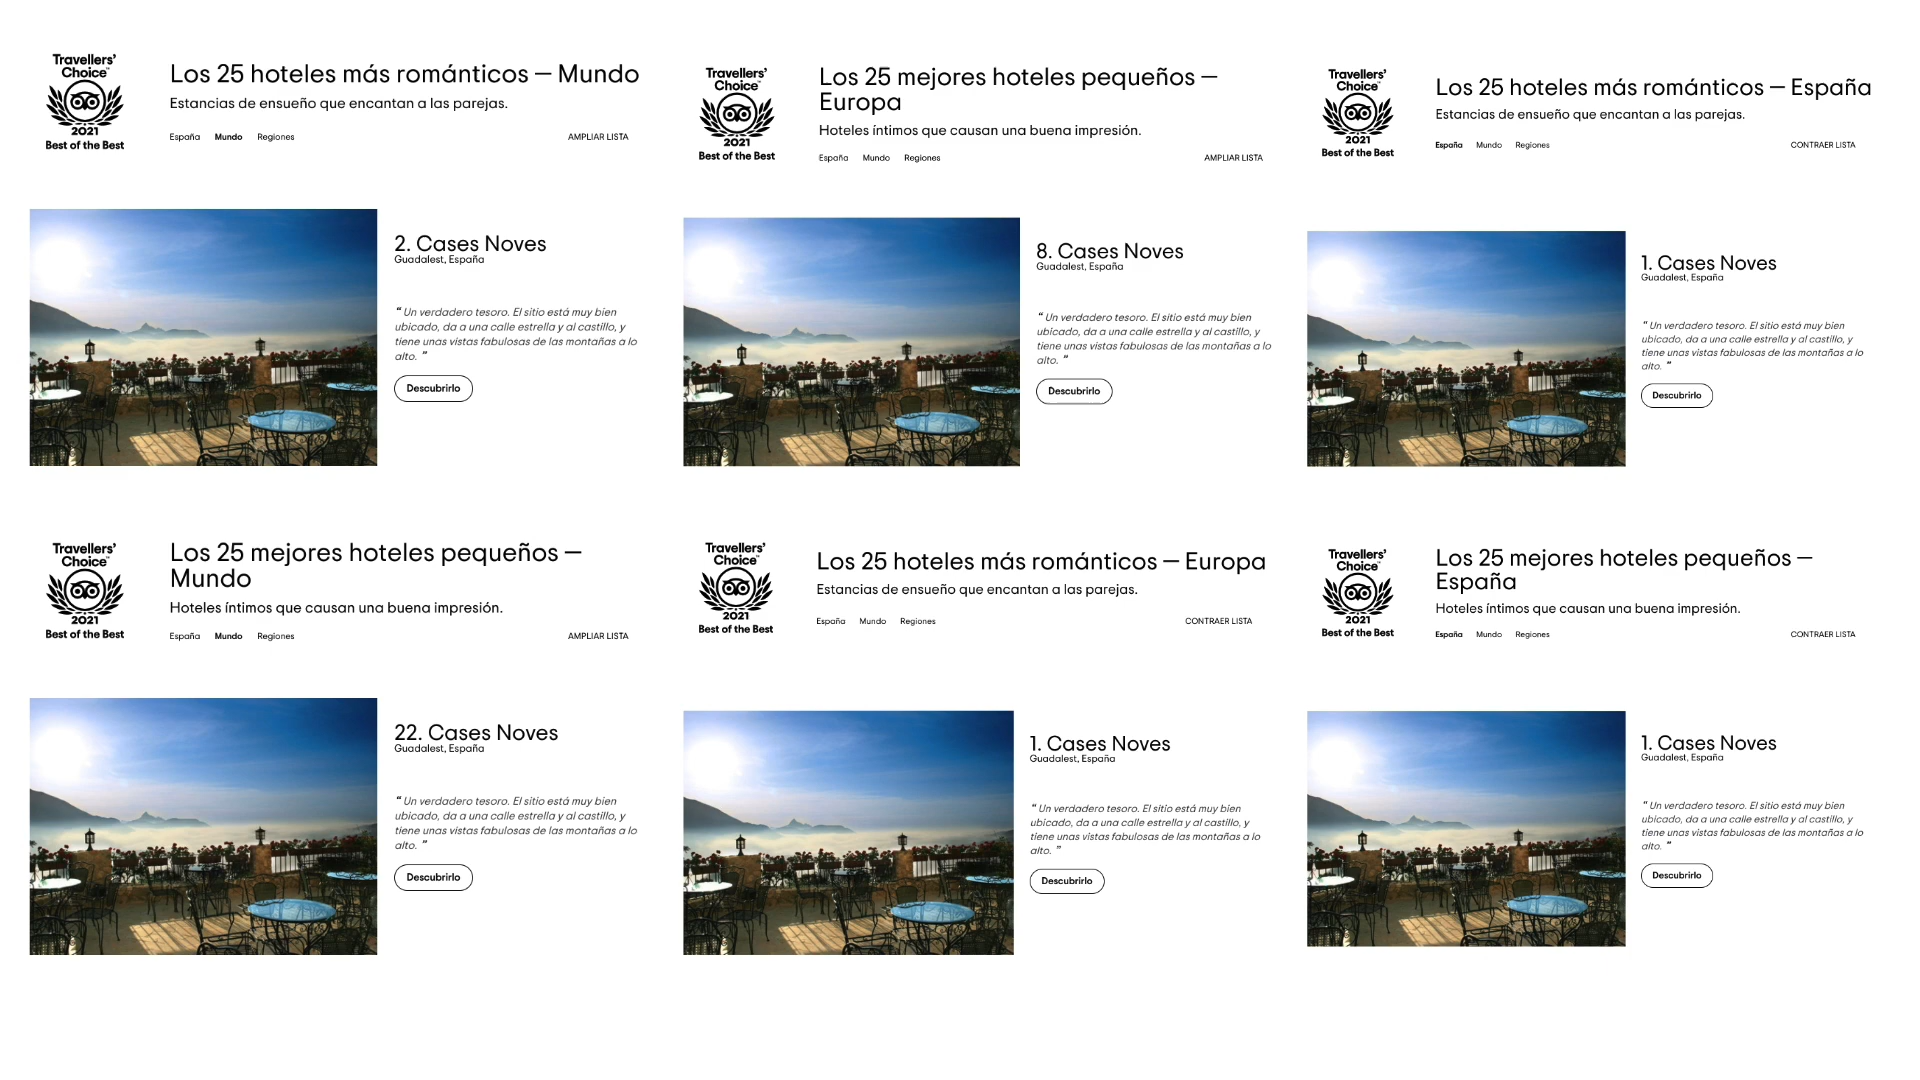 Travellers'
Choice
2021
Best of the Best
Los 25 hoteles más románticos — Mundo
Estancias de ensueño que encantan a las parejas.
España Mundo Regiones AMPLIAR LISTA
2. Cases Noves
Guadalest, España
“ Un verdadero tesoro. El sitio está muy bien
ubicado, da a una calle estrella y al castillo, y
tiene unas vistas fabulosas de las montañas a lo
alto. ”
Descubrirlo
Travellers'
Choice
2021
Best of the Best
Los 25 mejores hoteles pequeños —
Europa
Hoteles íntimos que causan una buena impresión.
España Mundo Regiones AMPLIAR LISTA
8. Cases Noves
Guadalest, España
“ Un verdadero tesoro. El sitio está muy bien
ubicado, da a una calle estrella y al castillo, y
tiene unas vistas fabulosas de las montañas a lo
alto. ”
Descubrirlo
Travellers'
Choice
2021
Best of the Best
Los 25 hoteles más románticos — España
Estancias de ensueño que encantan a las parejas.
España Mundo Regiones CONTRAER LISTA
1. Cases Noves
Guadalest, España
“ Un verdadero tesoro. El sitio está muy bien
ubicado, da a una calle estrella y al castillo, y
tiene unas vistas fabulosas de las montañas a lo
alto. ”
Descubrirlo
Travellers'
Choice
2021
Best of the Best
Los 25 mejores hoteles pequeños —
Mundo
Hoteles íntimos que causan una buena impresión.
España Mundo Regiones AMPLIAR LISTA
22. Cases Noves
Guadalest, España
“ Un verdadero tesoro. El sitio está muy bien
ubicado, da a una calle estrella y al castillo, y
tiene unas vistas fabulosas de las montañas a lo
alto. ”
Descubrirlo
Travellers'
Choice
2021
Best of the Best
Los 25 hoteles más románticos — Europa
Estancias de ensueño que encantan a las parejas.
España Mundo Regiones CONTRAER LISTA
1. Cases Noves
Guadalest, España
“ Un verdadero tesoro. El sitio está muy bien
ubicado, da a una calle estrella y al castillo, y
tiene unas vistas fabulosas de las montañas a lo
alto. ”
Descubrirlo
Travellers'
Choice
2021
Best of the Best
Los 25 mejores hoteles pequeños —
España
Hoteles íntimos que causan una buena impresión.
España Mundo Regiones CONTRAER LISTA
1. Cases Noves
Guadalest, España
“ Un verdadero tesoro. El sitio está muy bien
ubicado, da a una calle estrella y al castillo, y
tiene unas vistas fabulosas de las montañas a lo
alto. ”
Descubrirlo